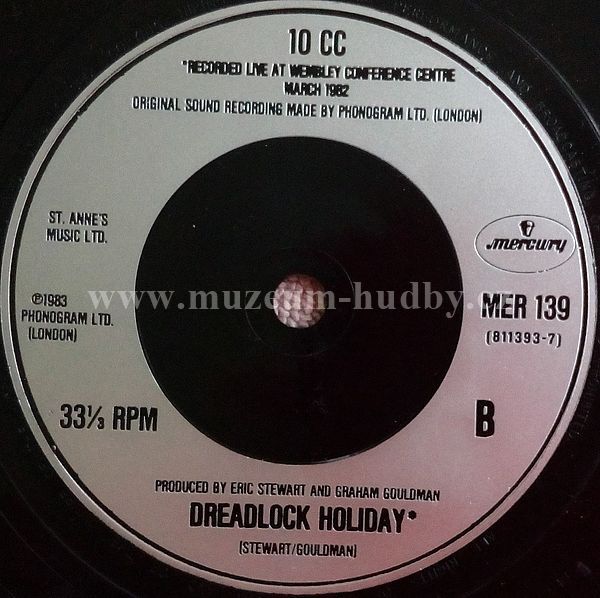 10 CC
*RECORDED LIVE AT WEMBLEY CONFERENCE CENTRE
MARCH 1982
ORIGINAL SOUND RECORDING MADE BY PHONOGRAM LTD. (LONDON)
ST. ANNE'S
MUSIC LTD.
mercury
℗1983
PHONOGRAM LTD.
(LONDON)
www.muzeum-hudby.cz
MER 139
(811393-7)
33⅓ RPM
B
PRODUCED BY ERIC STEWART AND GRAHAM GOULDMAN
DREADLOCK HOLIDAY*
(STEWART/GOULDMAN)